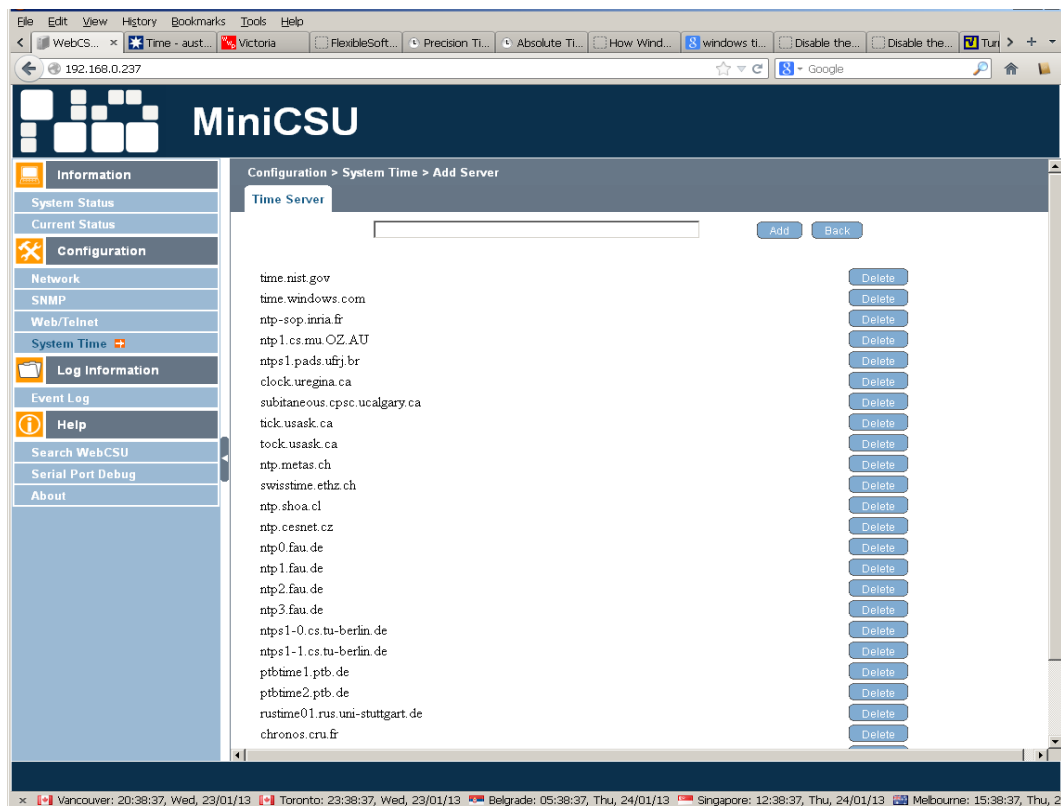 File Edit View History Bookmarks Tools Help
WebCS... Time - aust... Victoria FlexibleSoft... Precision Ti... Absolute Ti... How Wind... windows ti... Disable the... Disable the... Turn
192.168.0.237 Google
MiniCSU
Information
System Status
Current Status
Configuration
Network
SNMP
Web/Telnet
System Time
Log Information
Event Log
Help
Search WebCSU
Serial Port Debug
About
Configuration > System Time > Add Server
Time Server
Add Back
time.nist.gov Delete
time.windows.com Delete
ntp-sop.inria.fr Delete
ntp1.cs.mu.OZ.AU Delete
ntps1.pads.ufrj.br Delete
clock.uregina.ca Delete
subitaneous.cpsc.ucalgary.ca Delete
tick.usask.ca Delete
tock.usask.ca Delete
ntp.metas.ch Delete
swisstime.ethz.ch Delete
ntp.shoa.cl Delete
ntp.cesnet.cz Delete
ntp0.fau.de Delete
ntp1.fau.de Delete
ntp2.fau.de Delete
ntp3.fau.de Delete
ntps1-0.cs.tu-berlin.de Delete
ntps1-1.cs.tu-berlin.de Delete
ptbtime1.ptb.de Delete
ptbtime2.ptb.de Delete
rustime01.rus.uni-stuttgart.de Delete
chronos.cru.fr Delete
Vancouver: 20:38:37, Wed, 23/01/13 Toronto: 23:38:37, Wed, 23/01/13 Belgrade: 05:38:37, Thu, 24/01/13 Singapore: 12:38:37, Thu, 24/01/13 Melbourne: 15:38:37, Thu, 2